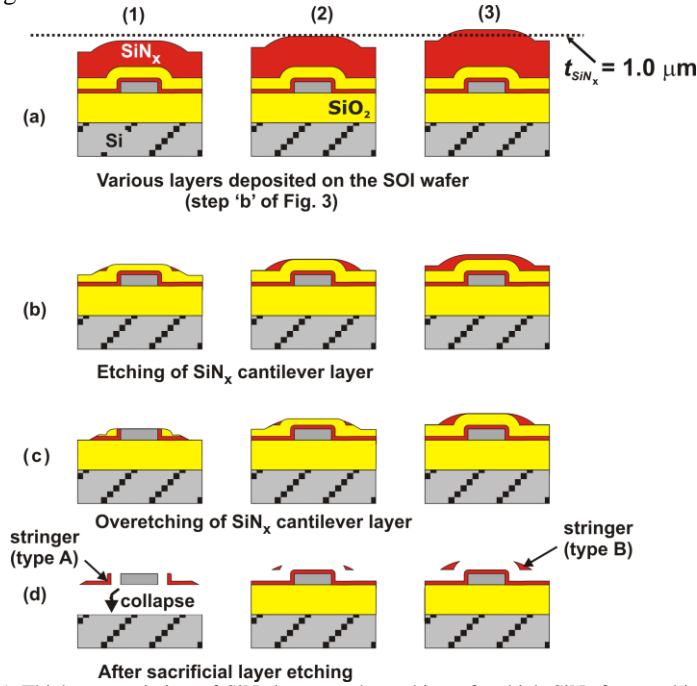 (1) (2) (3)
SiNx
tSiNx = 1.0 μm
(a)
SiO2
Si
Various layers deposited on the SOI wafer
(step ‘b’ of Fig. 3)
(b)
Etching of SiNx cantilever layer
(c)
Overetching of SiNx cantilever layer
stringer
(type A)
stringer
(type B)
(d)
collapse
After sacrificial layer etching